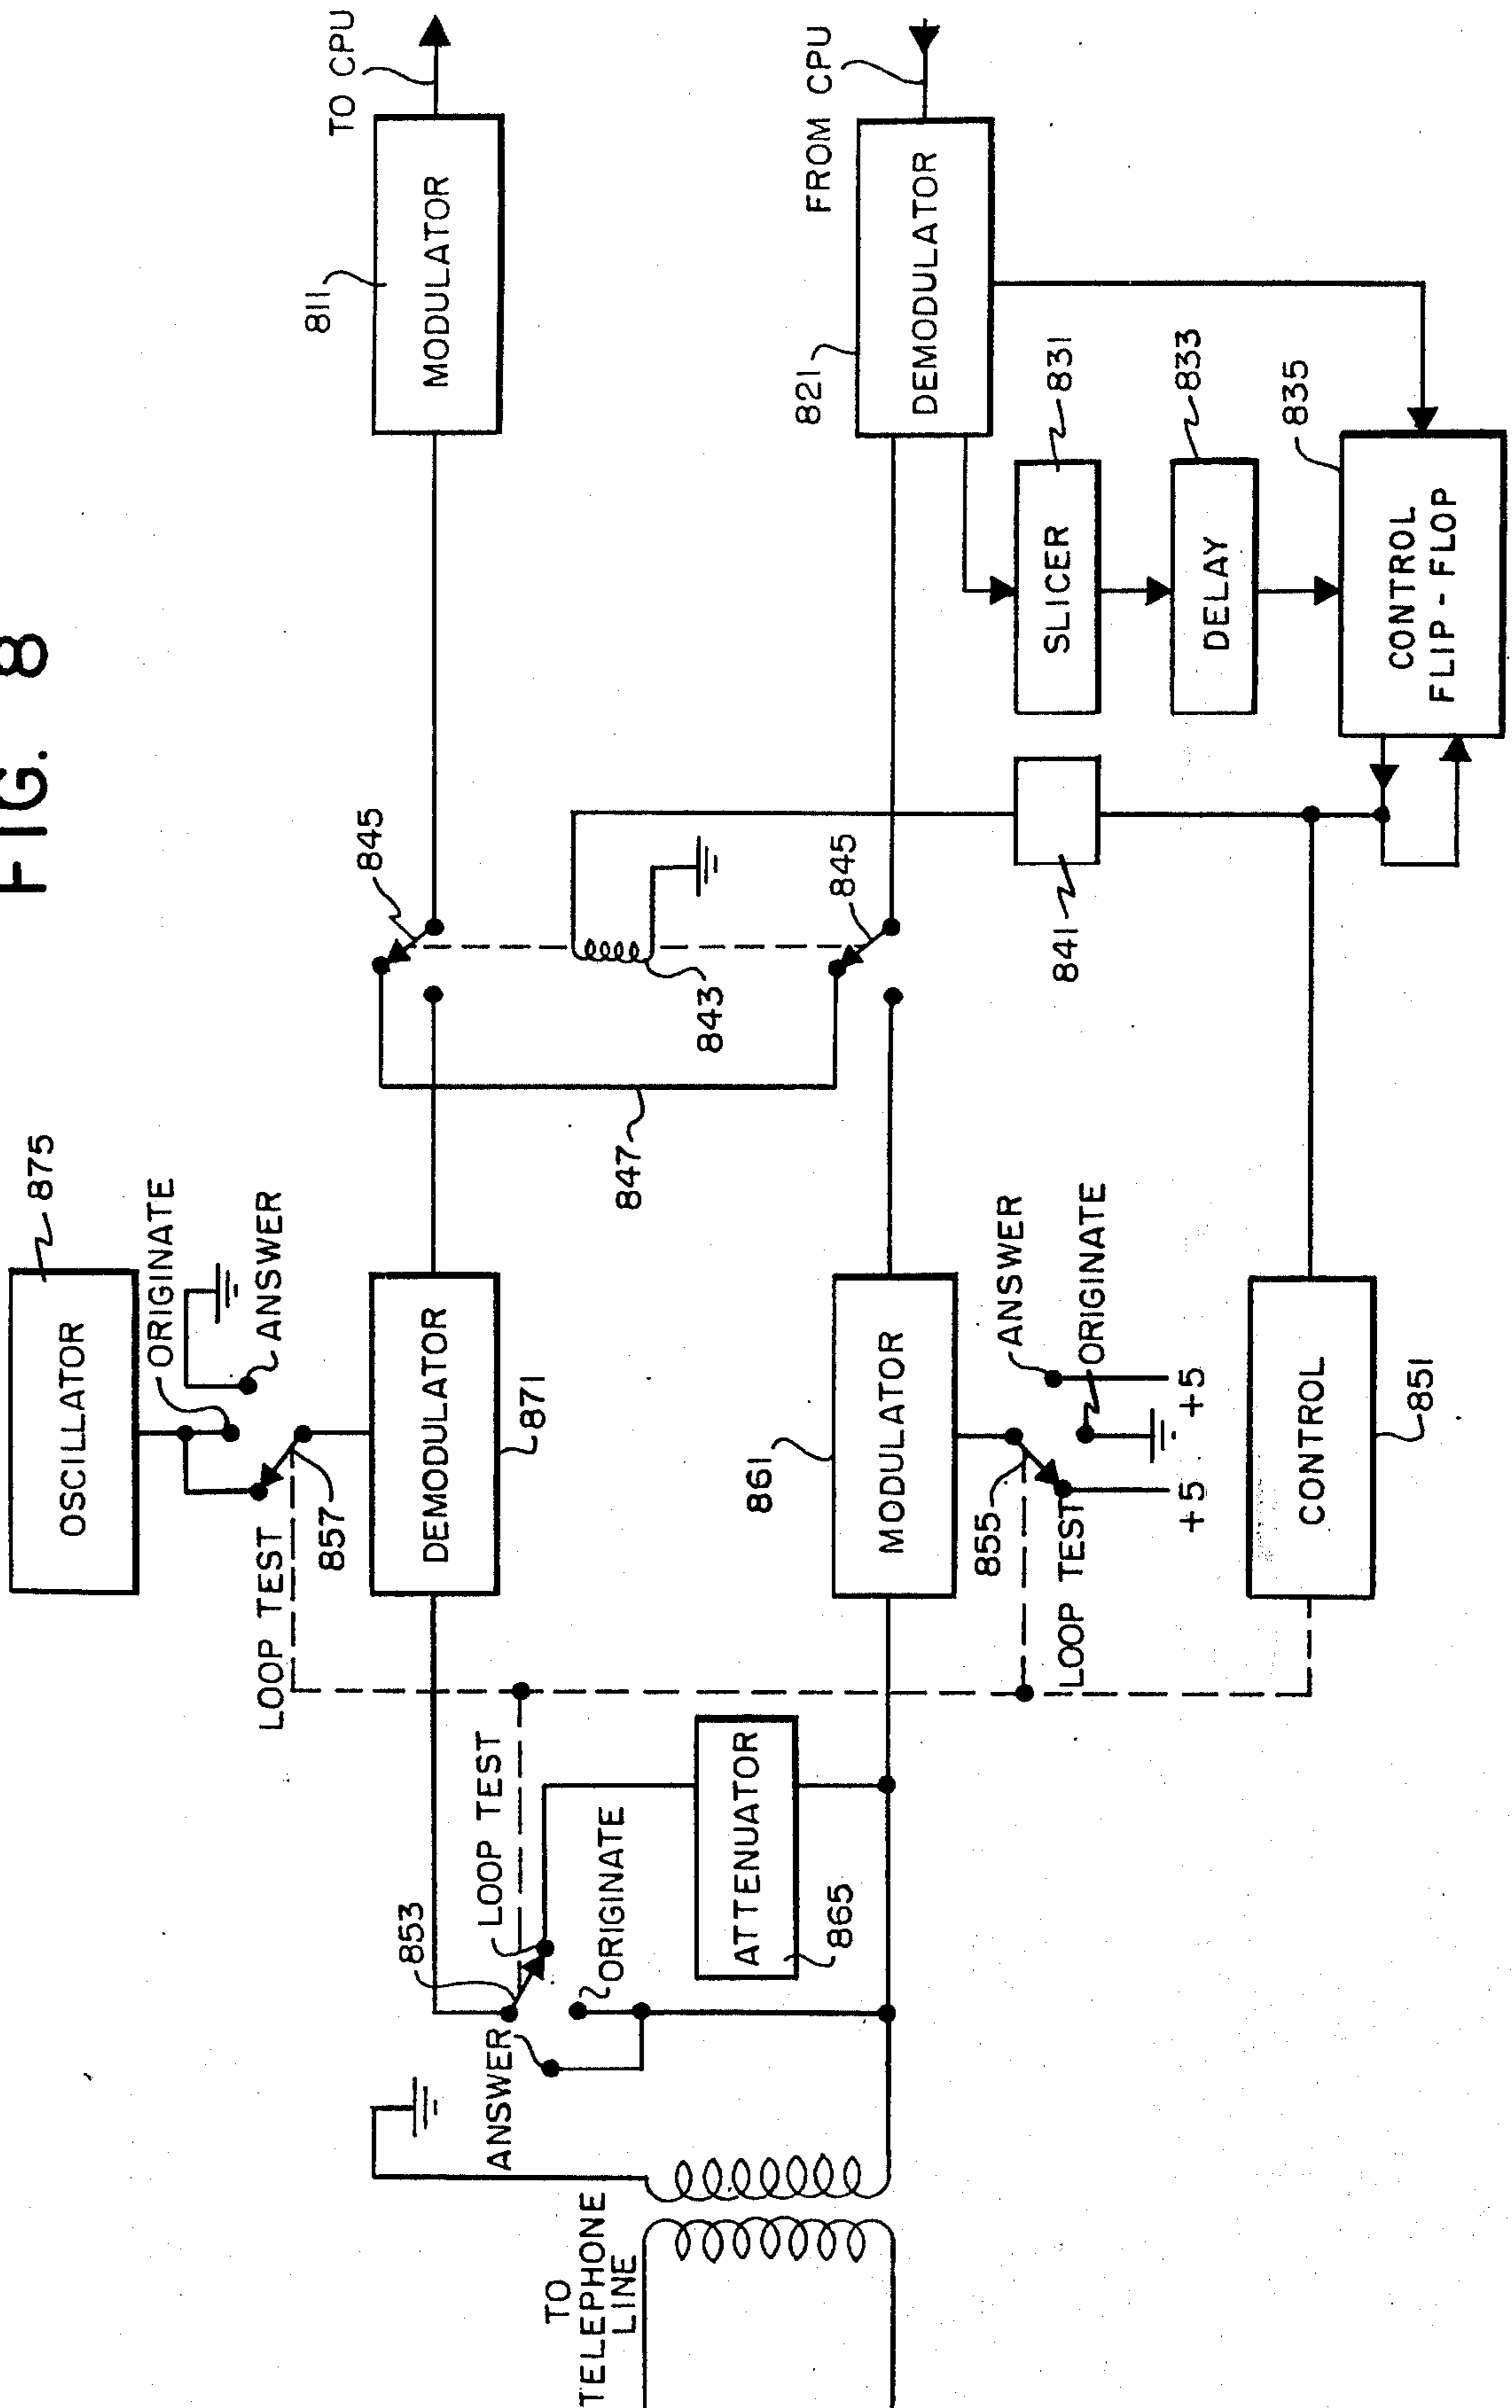 FIG. 8
TO CPU
811
MODULATOR
FROM CPU
821
DEMODULATOR
SLICER
831
DELAY
833
CONTROL
FLIP-FLOP
835
845
845
843
841
847
OSCILLATOR
875
ORIGINATE
ANSWER
LOOP TEST
857
DEMODULATOR
871
861
MODULATOR
ANSWER
ORIGINATE
855
LOOP TEST
+5
+5
CONTROL
851
853
LOOP TEST
ORIGINATE
ANSWER
ATTENUATOR
865
TO
TELEPHONE
LINE